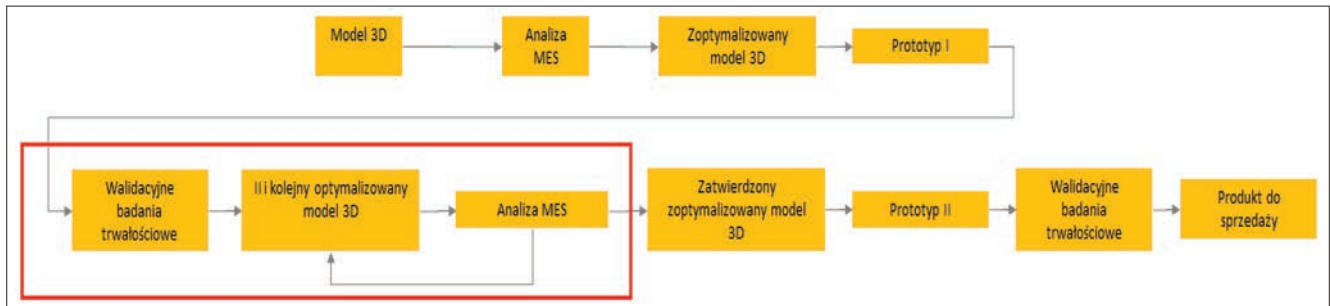 Model 3D
Analiza
MES
Zoptymalizowany
model 3D
Prototyp I
Walidacyjne
badania
trwałościowe
II i kolejny optymalizowany
model 3D
Analiza MES
Zatwierdzony
zoptymalizowany model
3D
Prototyp II
Walidacyjne
badania
trwałościowe
Produkt do
sprzedaży